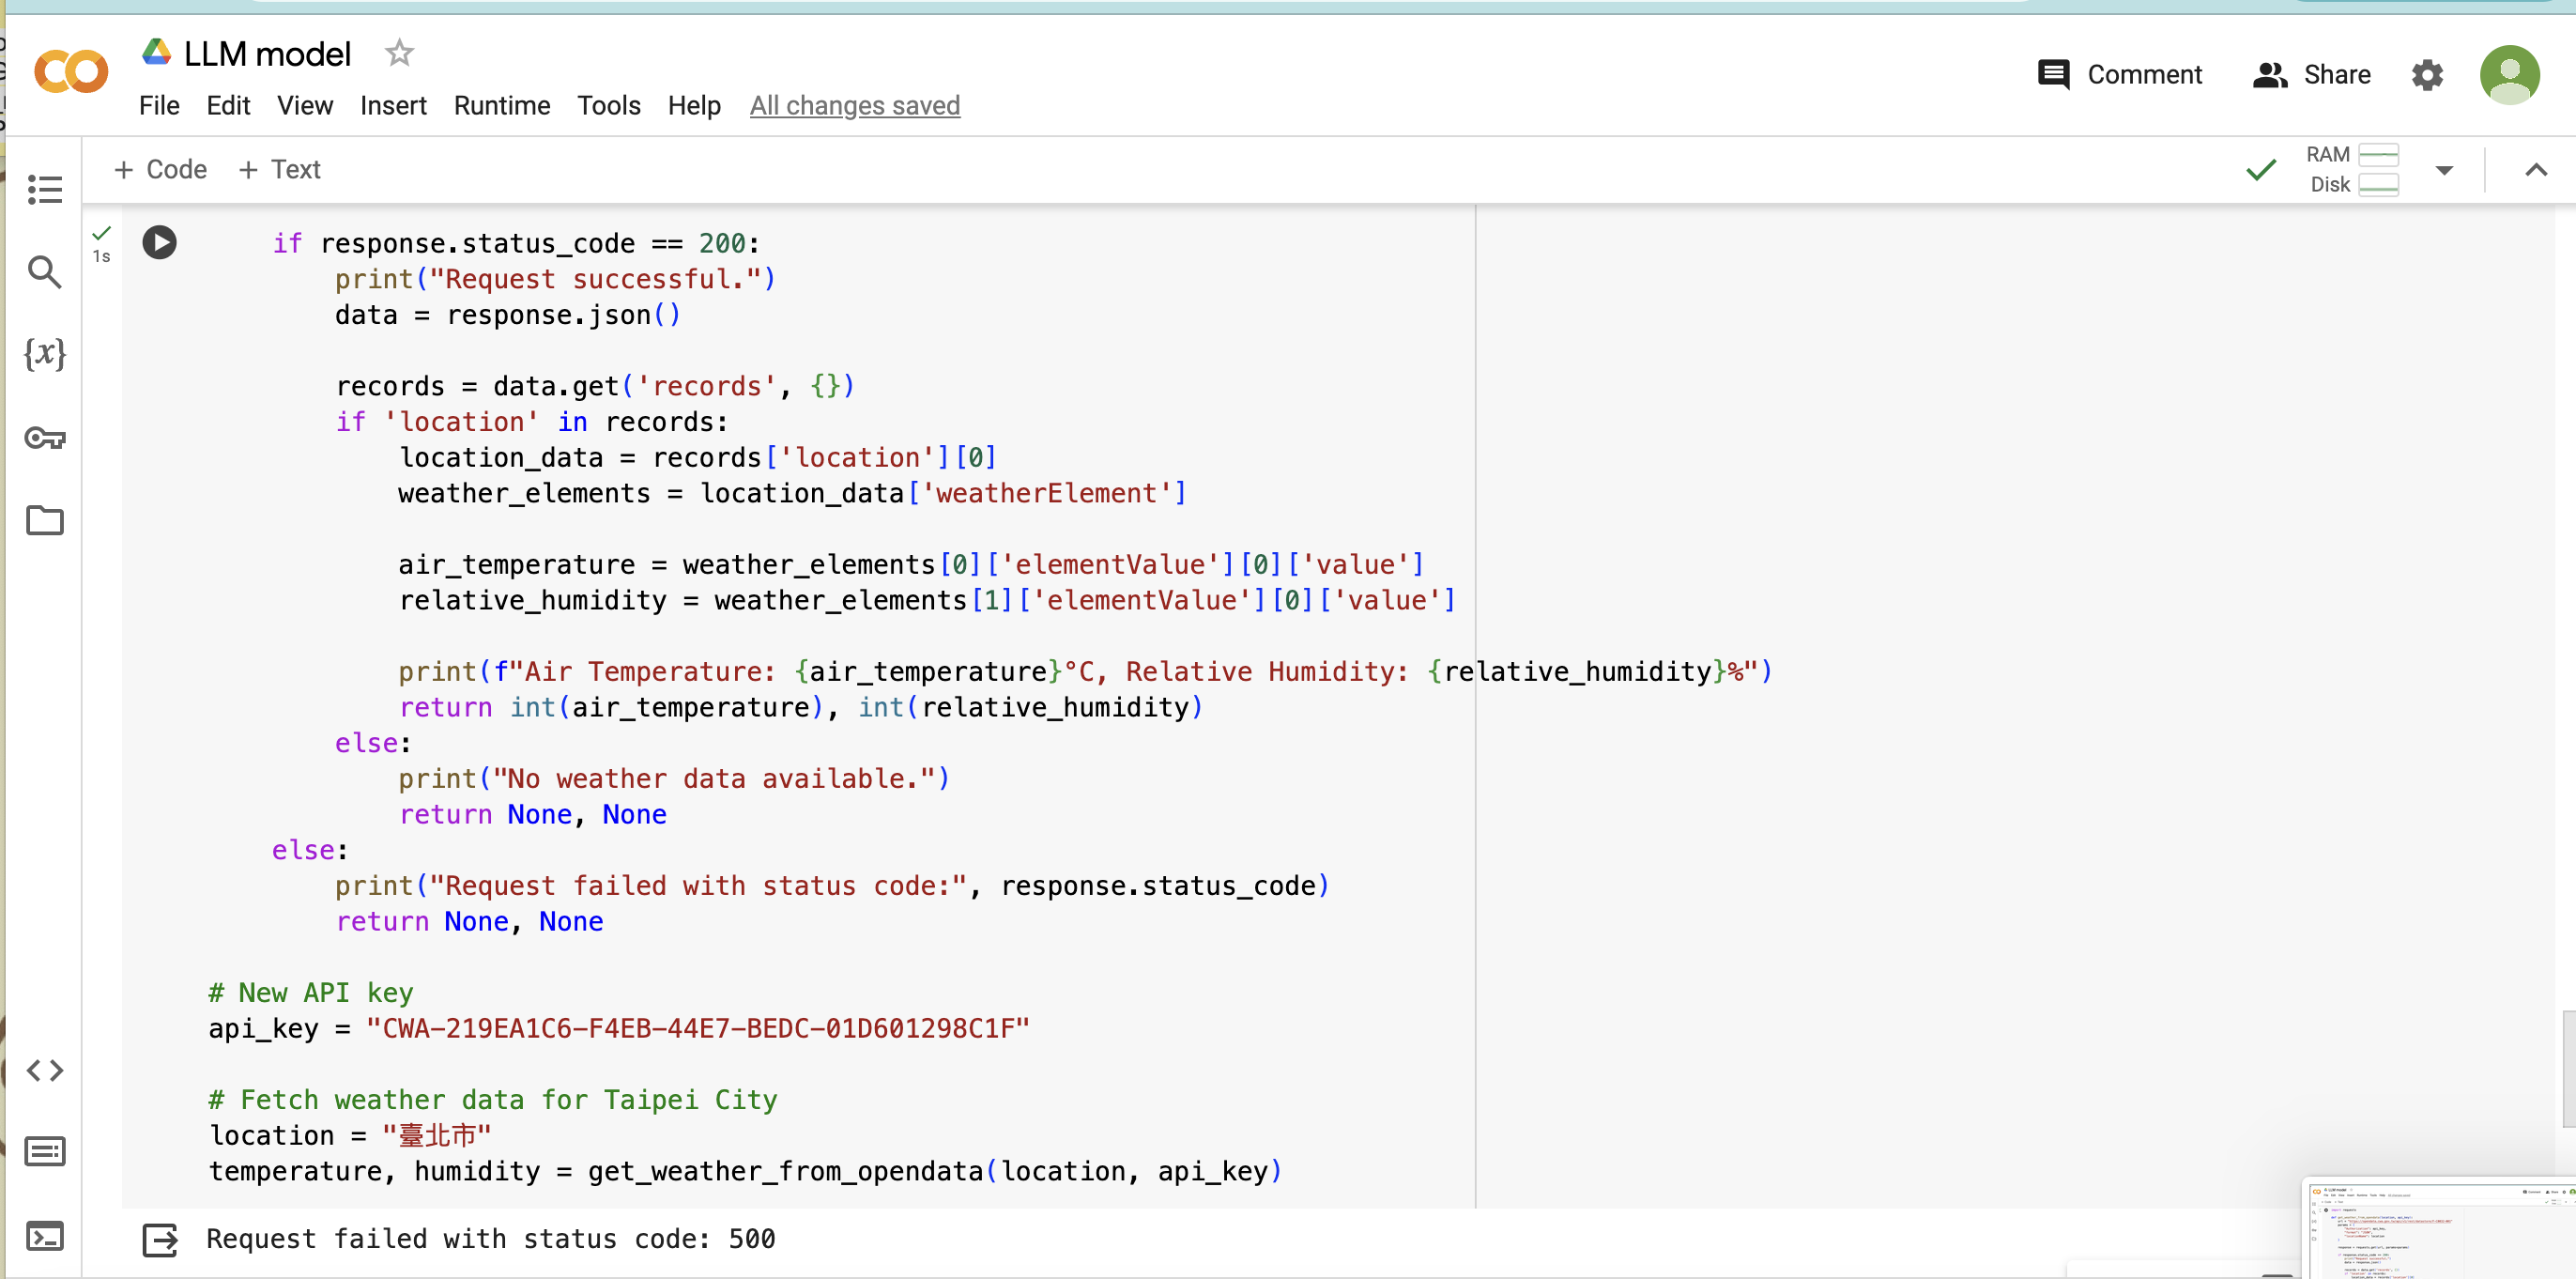 LLM model
Comment
Share
File Edit View Insert Runtime Tools Help All changes saved
+ Code + Text
RAM
Disk
1s
if response.status_code == 200:
print("Request successful.")
data = response.json()
records = data.get('records', {})
if 'location' in records:
location_data = records['location'][0]
weather_elements = location_data['weatherElement']
air_temperature = weather_elements[0]['elementValue'][0]['value']
relative_humidity = weather_elements[1]['elementValue'][0]['value']
print(f"Air Temperature: {air_temperature}°C, Relative Humidity: {relative_humidity}%")
return int(air_temperature), int(relative_humidity)
else:
print("No weather data available.")
return None, None
else:
print("Request failed with status code:", response.status_code)
return None, None
# New API key
api_key = "CWA-219EA1C6-F4EB-44E7-BEDC-01D601298C1F"
# Fetch weather data for Taipei City
location = "臺北市"
temperature, humidity = get_weather_from_opendata(location, api_key)
Request failed with status code: 500